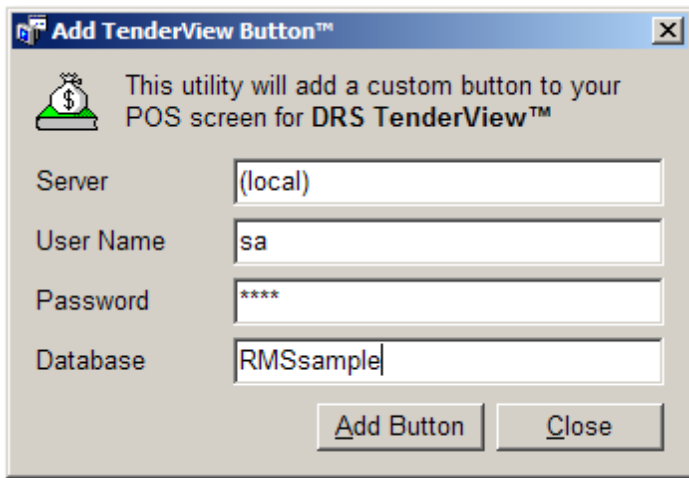 Add TenderView Button™
This utility will add a custom button to your
POS screen for DRS TenderView™
Server (local)
User Name sa
Password ****
Database RMSsample
Add Button Close